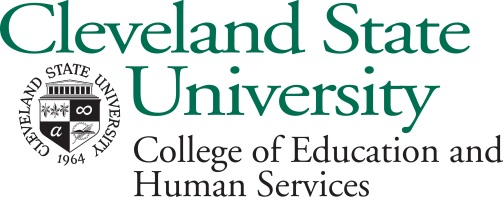 Cleveland State
University
College of Education and
Human Services
CLEVELAND STATE UNIVERSITY
∞
a
1964